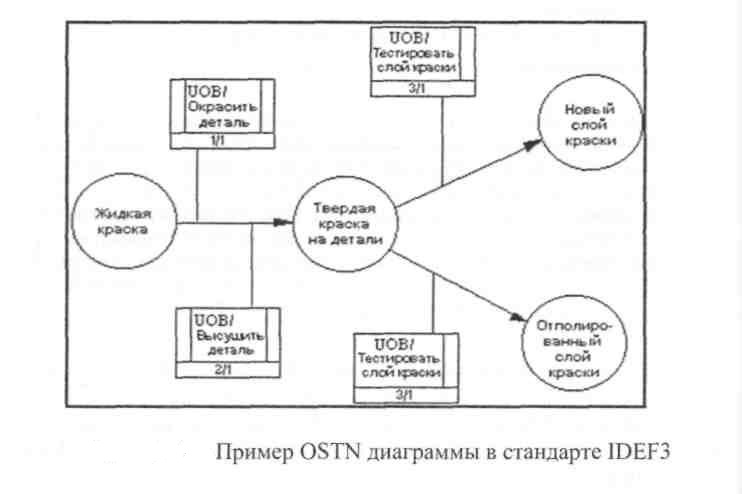 UOB/
Тестировать
слой краски
3/1
UOB/
Окрасить
деталь
1/1
Новый
слой
краски
Жидкая
краска
Твердая
краска
на детали
UOB/
Высушить
деталь
2/1
UOB/
Тестировать
слой краски
3/1
Отполиро-
ванный
слой
краски
Пример OSTN диаграммы в стандарте IDEF3